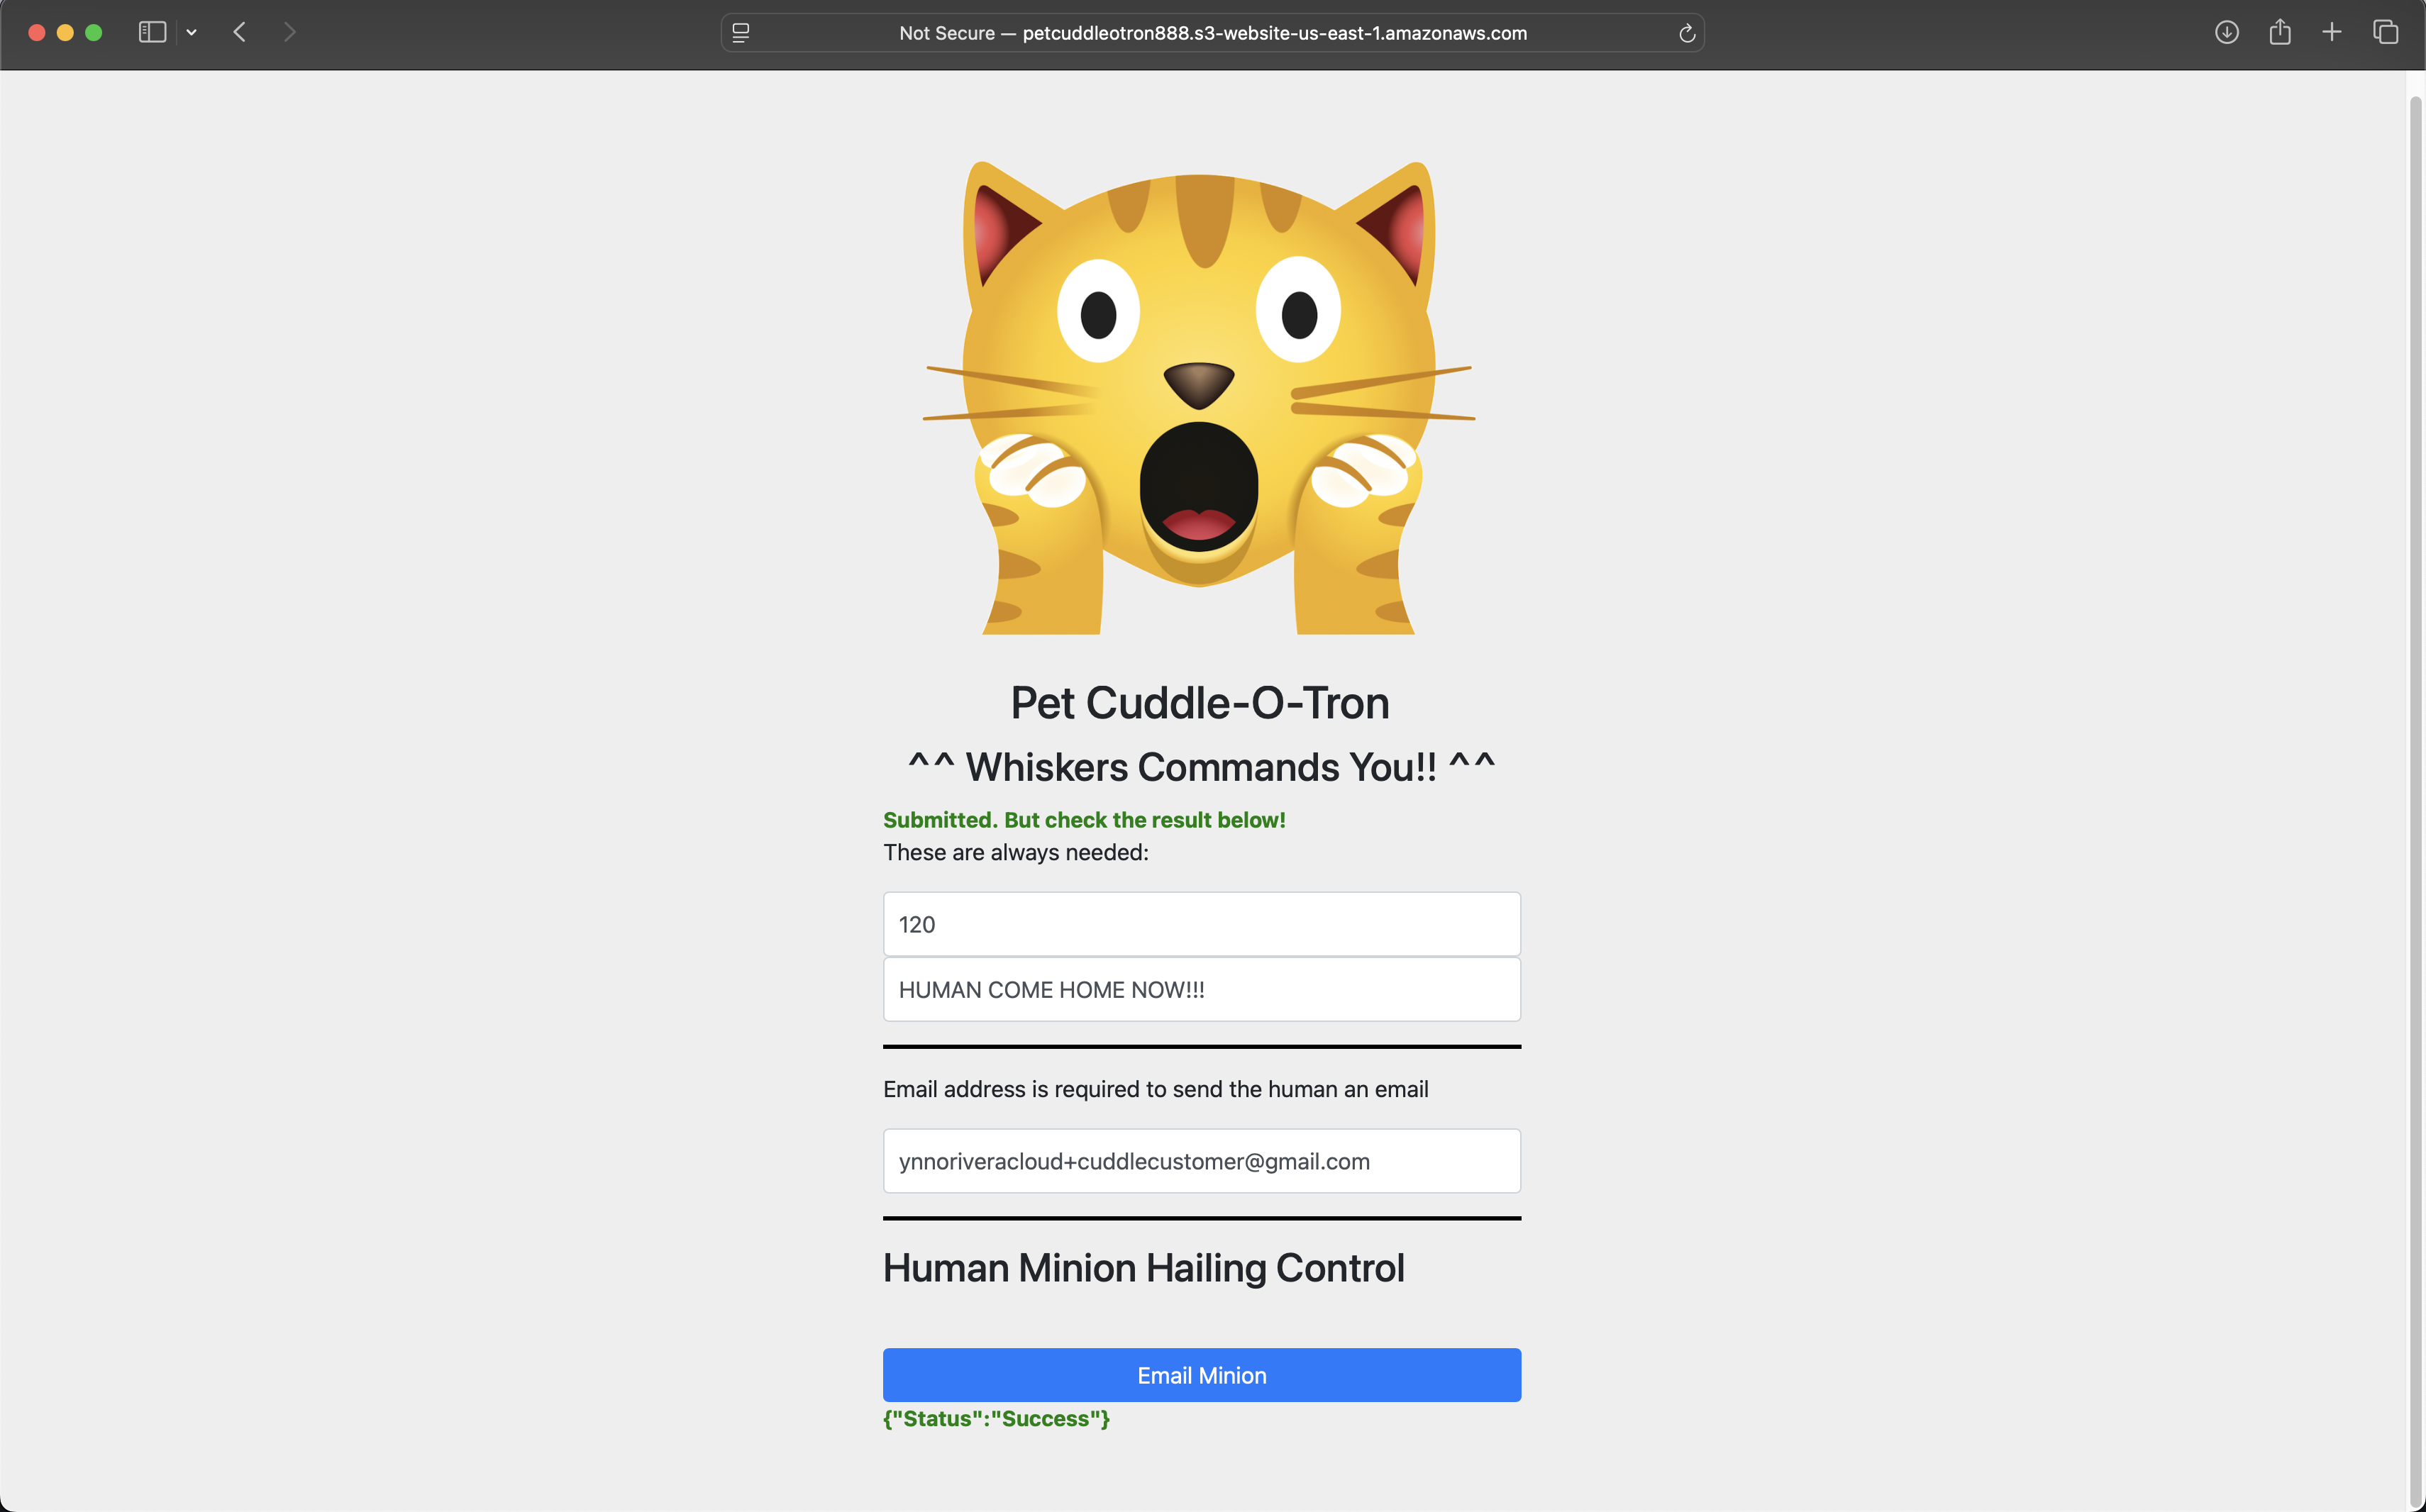 Not Secure — petcuddleotron888.s3-website-us-east-1.amazonaws.com
Pet Cuddle-O-Tron
^^ Whiskers Commands You!! ^^
Submitted. But check the result below!
These are always needed:
120
HUMAN COME HOME NOW!!!
Email address is required to send the human an email
ynnoriveracloud+cuddlecustomer@gmail.com
Human Minion Hailing Control
Email Minion
{"Status":"Success"}